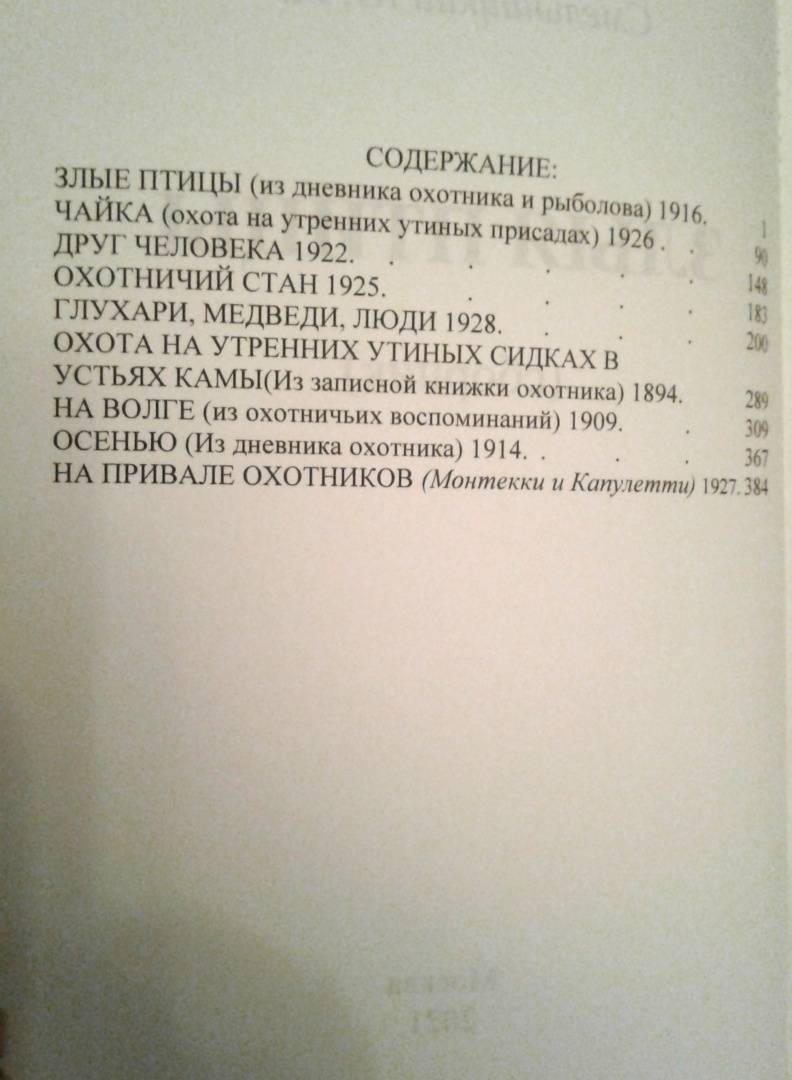 СОДЕРЖАНИЕ:
ЗЛЫЕ ПТИЦЫ (из дневника охотника и рыболова) 1916. 1
ЧАЙКА (охота на утренних утиных присадах) 1926 . . 90
ДРУГ ЧЕЛОВЕКА 1922. . . . . . 148
ОХОТНИЧИЙ СТАН 1925. . . . . 183
ГЛУХАРИ, МЕДВЕДИ, ЛЮДИ 1928. . . . 200
ОХОТА НА УТРЕННИХ УТИНЫХ СИДКАХ В
УСТЬЯХ КАМЫ(Из записной книжки охотника) 1894. 289
НА ВОЛГЕ (из охотничьих воспоминаний) 1909. . 309
ОСЕНЬЮ (Из дневника охотника) 1914. . . . 367
НА ПРИВАЛЕ ОХОТНИКОВ (Монтекки и Капулетти) 1927. 384
Москва
2021